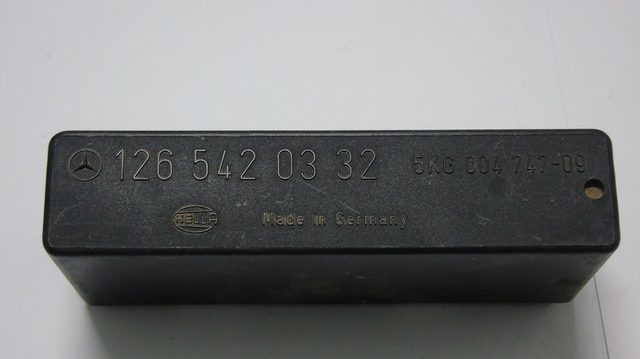 126 542 03 32 5KG 004 747-09
HELLA Made in Germany